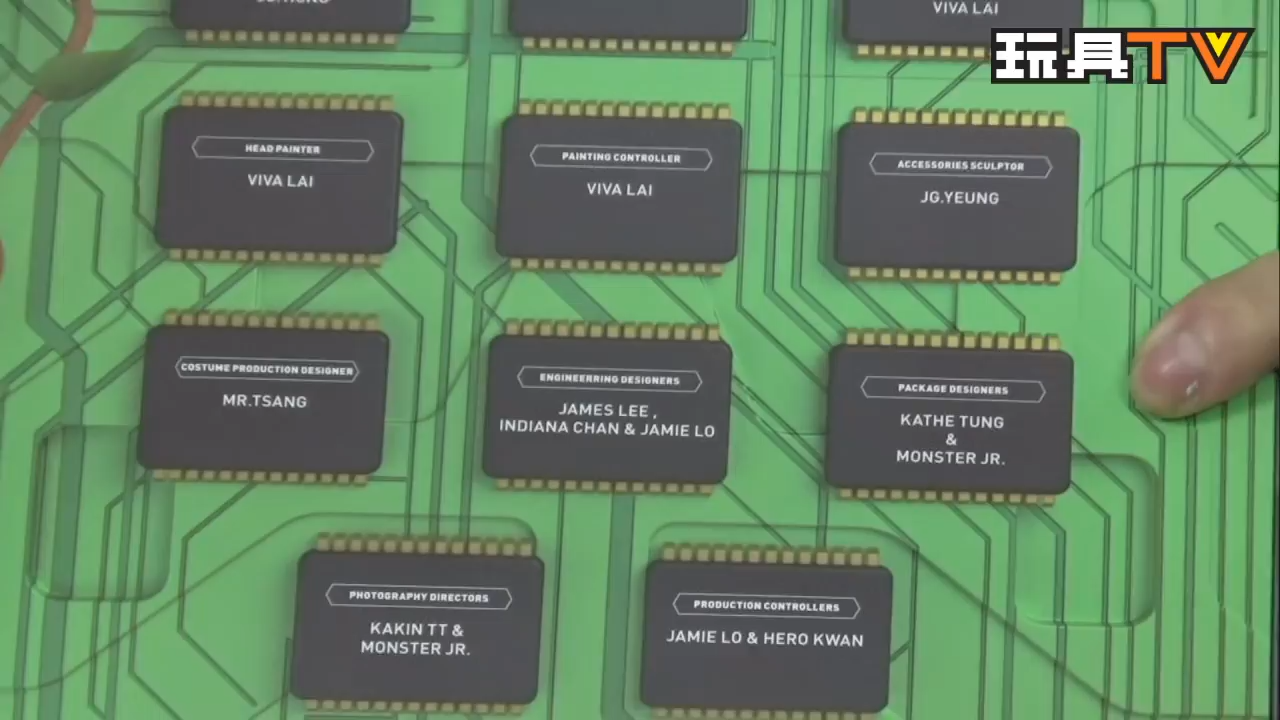 VIVA LAI
玩具TV
HEAD PAINTER
VIVA LAI
PAINTING CONTROLLER
VIVA LAI
ACCESSORIES SCULPTOR
JG.YEUNG
COSTUME PRODUCTION DESIGNER
MR.TSANG
ENGINEERRING DESIGNERS
JAMES LEE ,
INDIANA CHAN & JAMIE LO
PACKAGE DESIGNERS
KATHE TUNG
&
MONSTER JR.
PHOTOGRAPHY DIRECTORS
KAKIN TT &
MONSTER JR.
PRODUCTION CONTROLLERS
JAMIE LO & HERO KWAN